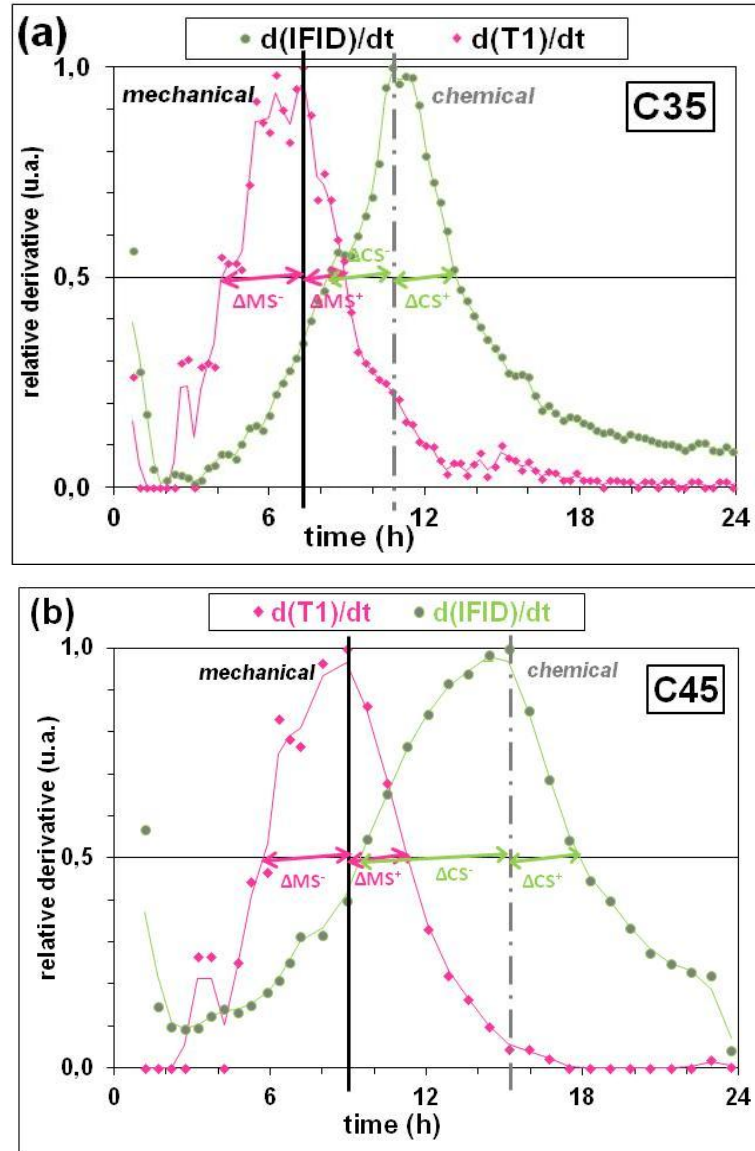 (a)
d(IFID)/dt d(T1)/dt
1,0
mechanical
chemical
C35
relative derivative (u.a.)
0,5
ΔCS⁻
ΔMS⁻ ΔMS⁺ ΔCS⁺
0,0
0 6 12 18 24
time (h)
(b)
d(T1)/dt d(IFID)/dt
1,0
mechanical chemical
C45
relative derivative (u.a.)
0,5
ΔMS⁻ ΔMS⁺ ΔCS⁻ ΔCS⁺
0,0
0 6 12 18 24
time (h)